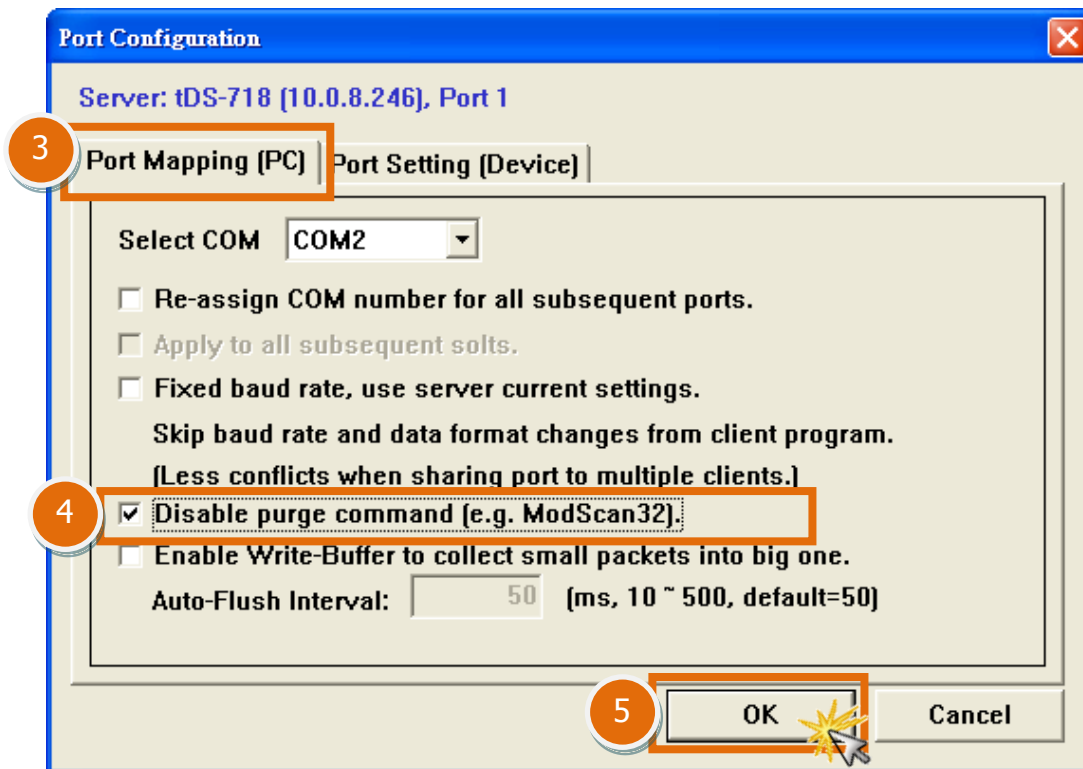 Port Configuration
Server: tDS-718 (10.0.8.246), Port 1
3
Port Mapping (PC) Port Setting (Device)
Select COM COM2
Re-assign COM number for all subsequent ports.
Apply to all subsequent solts.
Fixed baud rate, use server current settings.
Skip baud rate and data format changes from client program.
(Less conflicts when sharing port to multiple clients.)
4
Disable purge command (e.g. ModScan32).
Enable Write-Buffer to collect small packets into big one.
Auto-Flush Interval: 50 (ms, 10 ~ 500, default=50)
5
OK Cancel